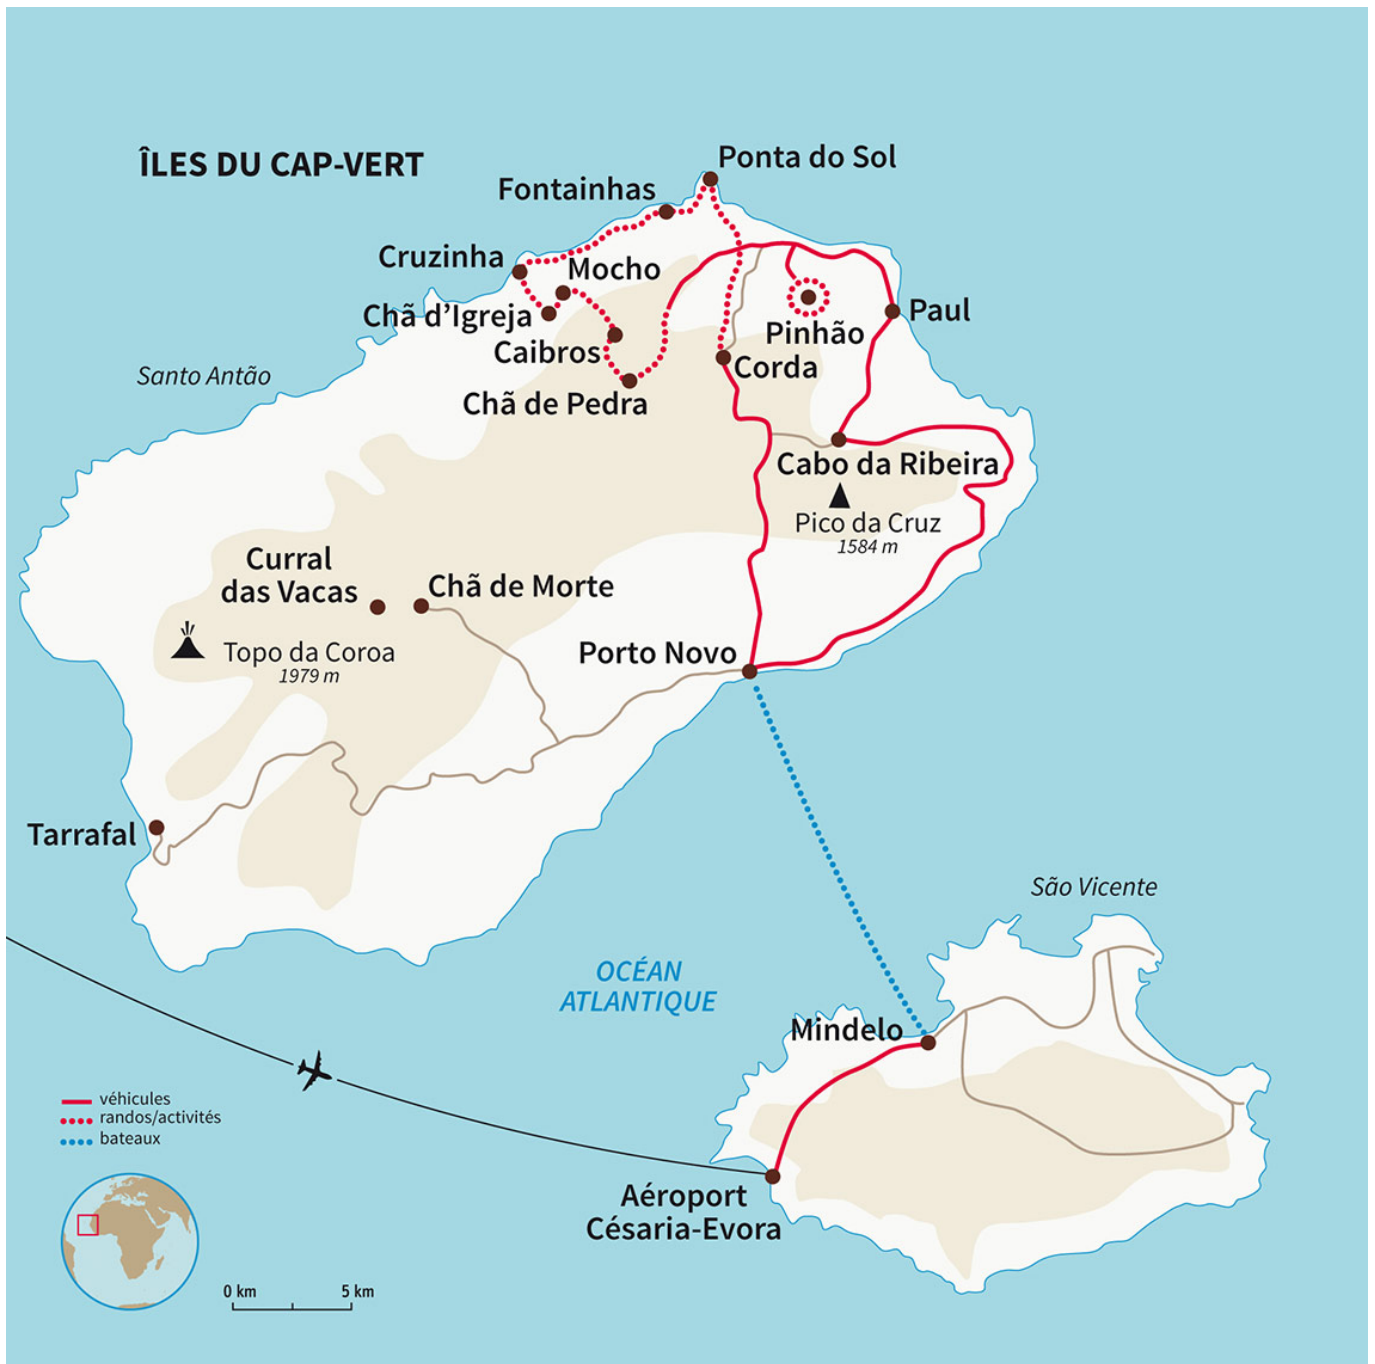 ÎLES DU CAP-VERT
Ponta do Sol
Fontainhas
Cruzinha
Mocho
Chã d'Igreja
Paul
Pinhão
Caibros
Corda
Santo Antão
Chã de Pedra
Cabo da Ribeira
Pico da Cruz
1584 m
Curral
das Vacas
Chã de Morte
Topo da Coroa
1979 m
Porto Novo
Tarrafal
São Vicente
OCÉAN
ATLANTIQUE
Mindelo
véhicules
randos/activités
bateaux
Aéroport
Césaria-Evora
0 km
5 km